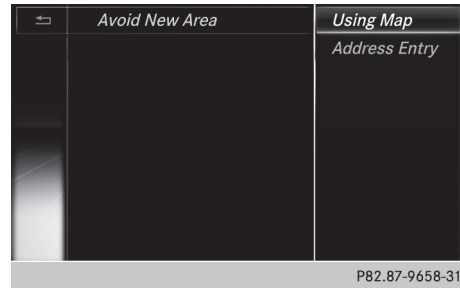 Avoid New Area
Using Map
Address Entry
P82.87-9658-31